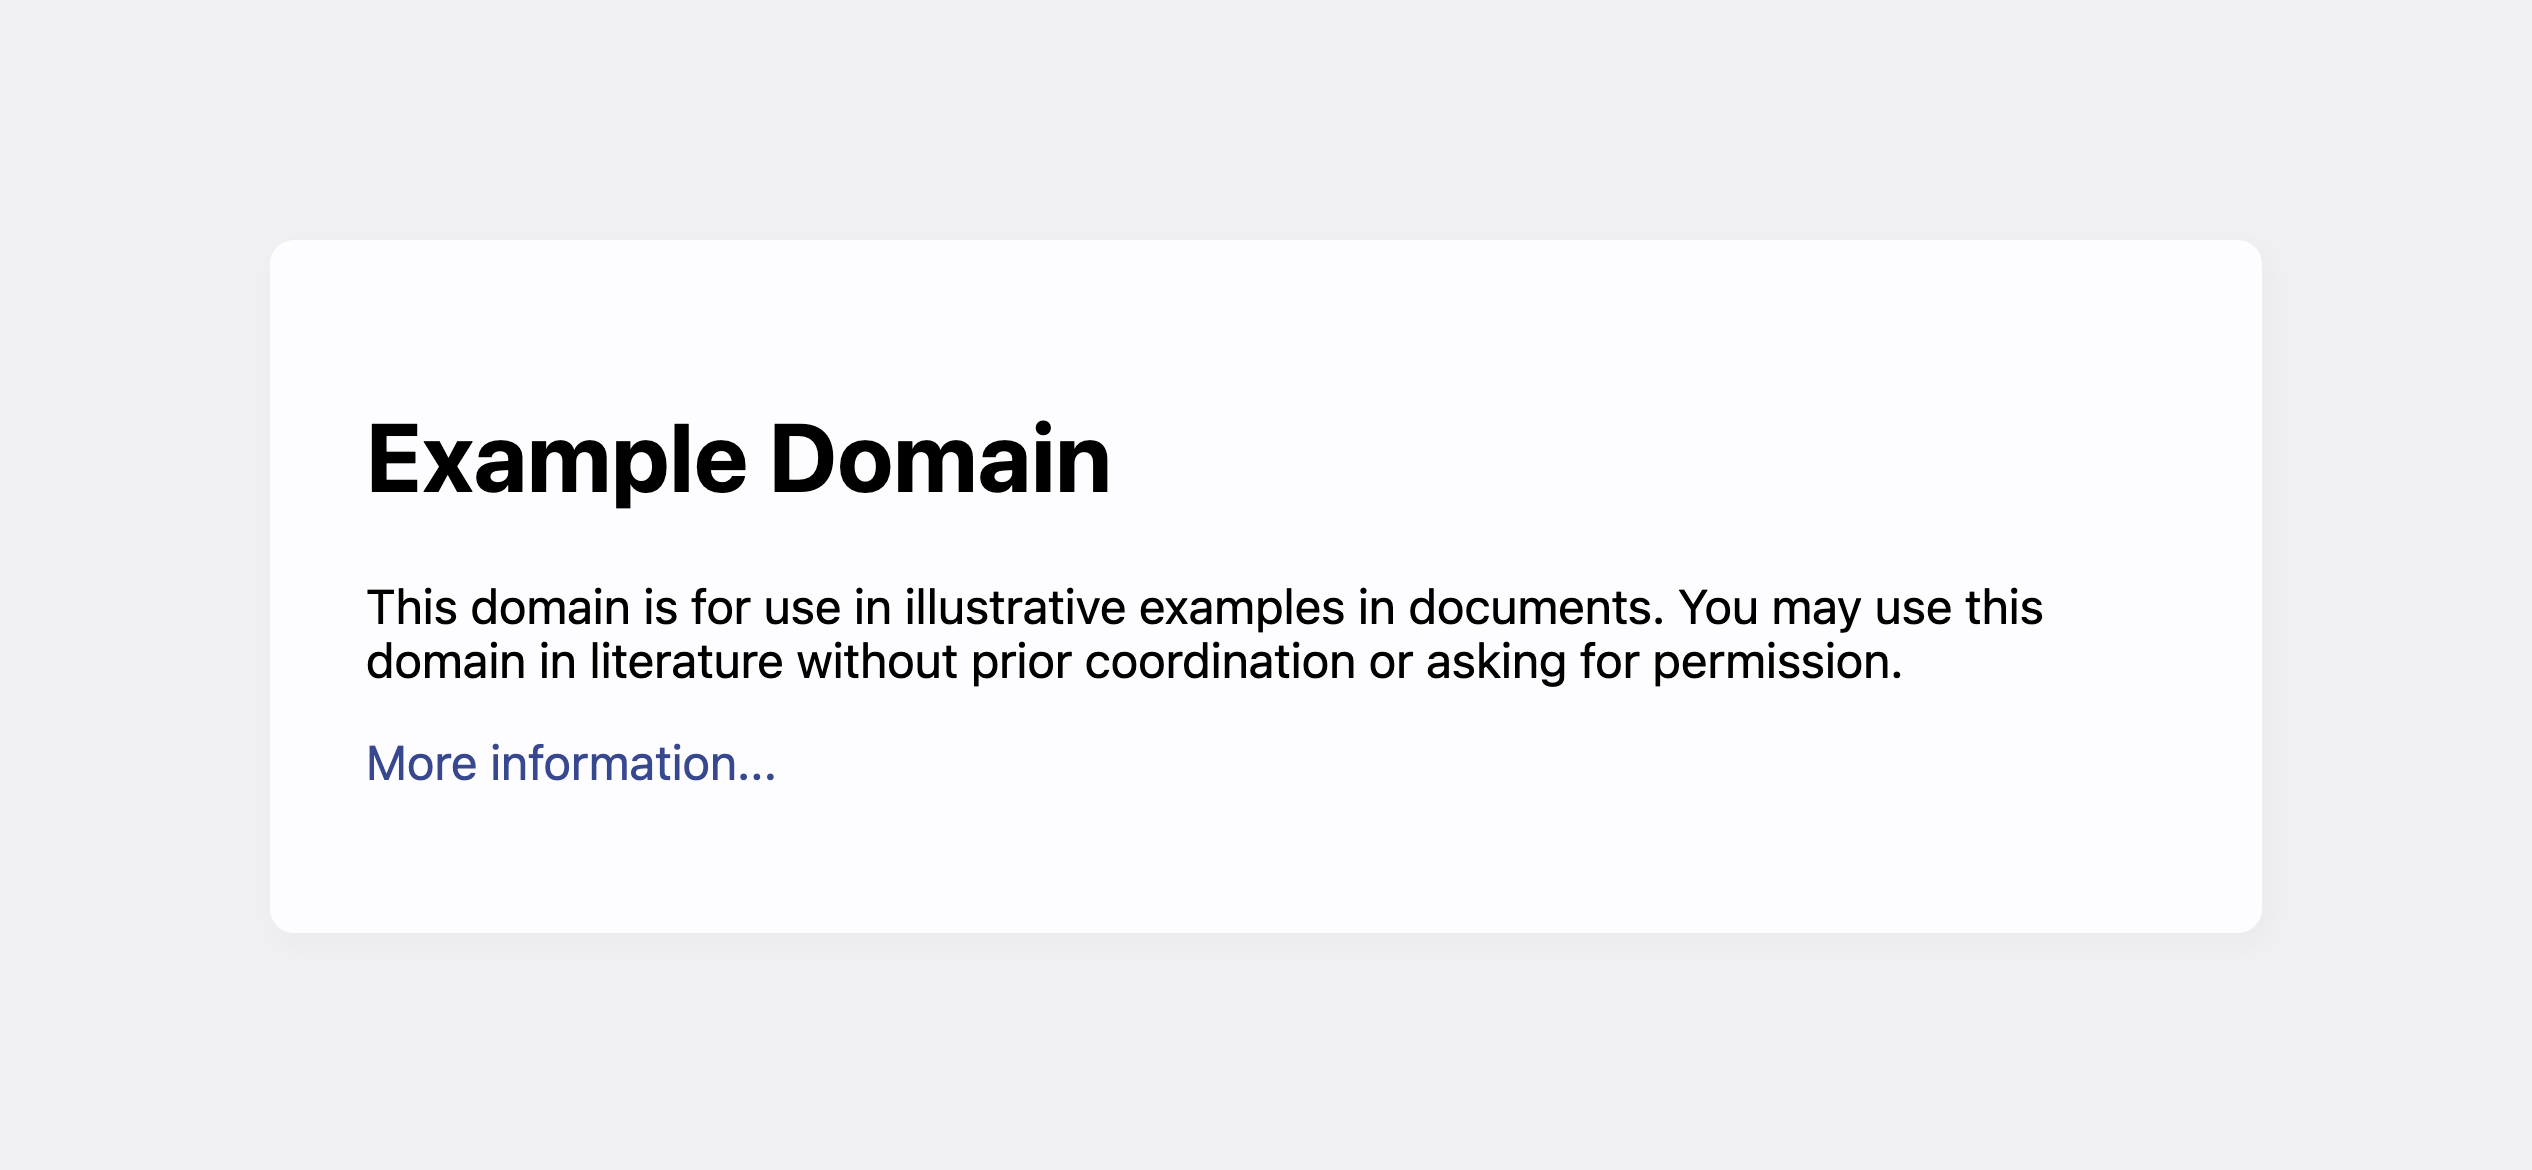 Example Domain
This domain is for use in illustrative examples in documents. You may use this
domain in literature without prior coordination or asking for permission.
More information...